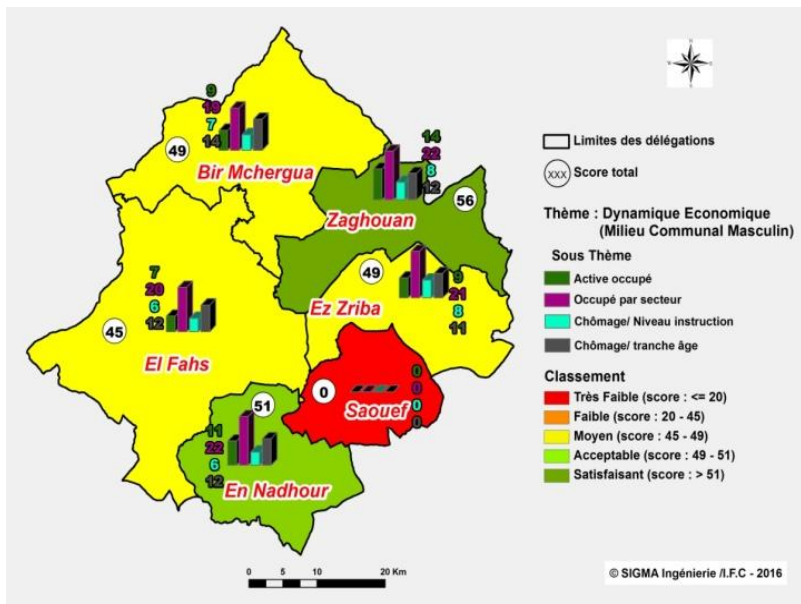 9
19
7
14
49
Bir Mchergua
14
22
8
12
56
Zaghouan
49
9
21
8
11
Ez Zriba
7
20
6
12
45
El Fahs
0
0
0
0
0
Saouef
51
11
22
6
12
En Nadhour
Limites des délégations
xxx Score total
Thème : Dynamique Economique
(Milieu Communal Masculin)
Sous Thème
Active occupé
Occupé par secteur
Chômage/ Niveau instruction
Chômage/ tranche âge
Classement
Très Faible (score : <= 20)
Faible (score : 20 - 45)
Moyen (score : 45 - 49)
Acceptable (score : 49 - 51)
Satisfaisant (score : > 51)
0 5 10 20 Km
© SIGMA Ingénierie /I.F.C - 2016